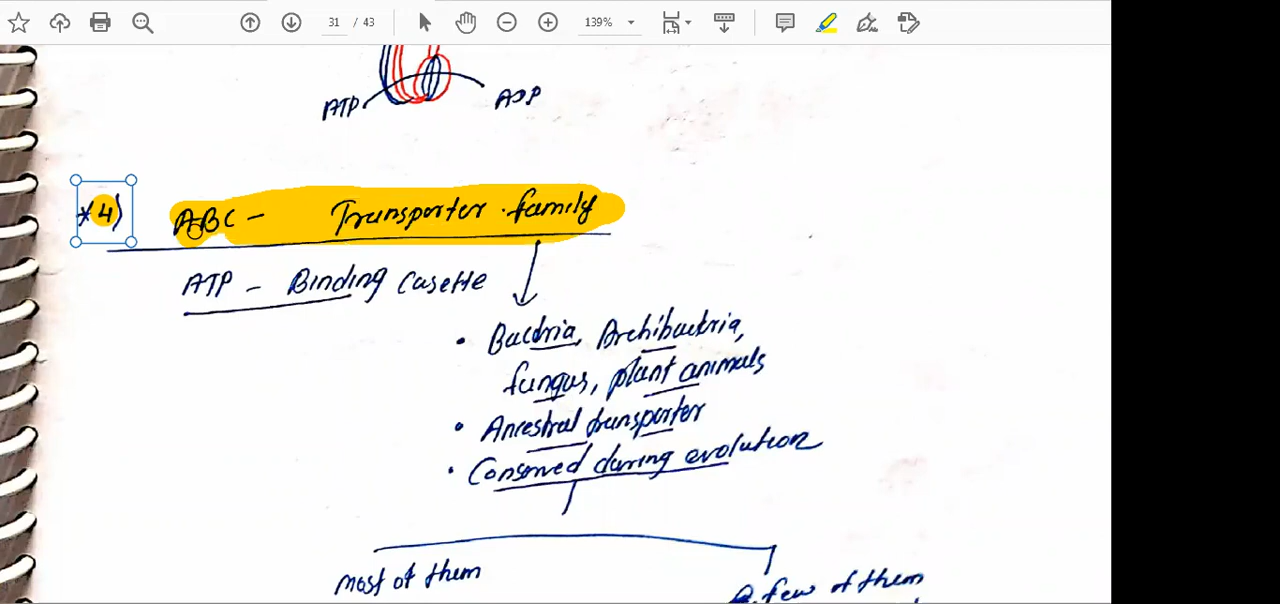 31 / 43
139%
ATP ADP
*4) ABC - Transporter family
ATP - Binding Casette
• Bacteria, Archibactria,
fungus, plant animals
• Ancestral transporter
• Conserved during evolution
Most of them
A few of them